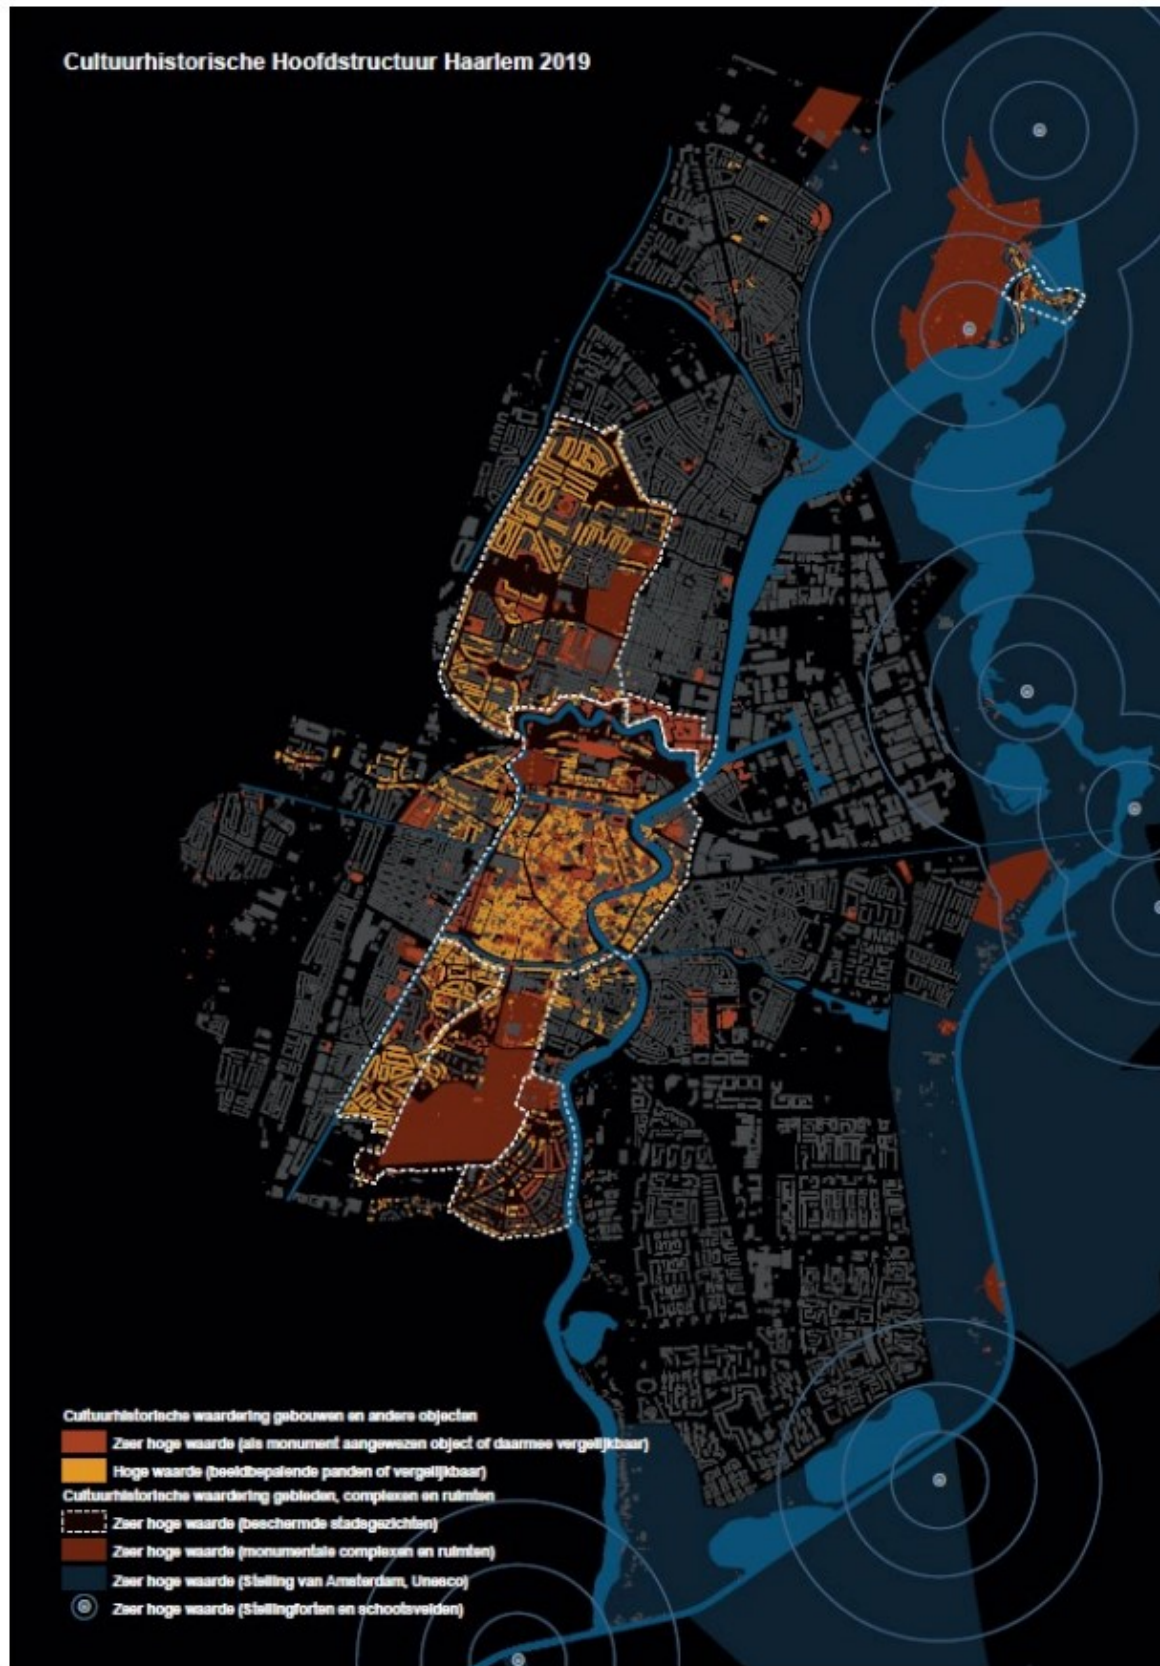 Cultuurhistorische Hoofdstructuur Haarlem 2019
Cultuurhistorische waardering gebouwen en andere objecten
Zeer hoge waarde (als monument aangewezen object of daarmee vergelijkbaar)
Hoge waarde (beeldbepalende panden of vergelijkbaar)
Cultuurhistorische waardering gebieden, complexen en ruimten
Zeer hoge waarde (beschermde stadsgezichten)
Zeer hoge waarde (monumentale complexen en ruimten)
Zeer hoge waarde (Stelling van Amsterdam, Unesco)
Zeer hoge waarde (Stellingforten en schootsvelden)